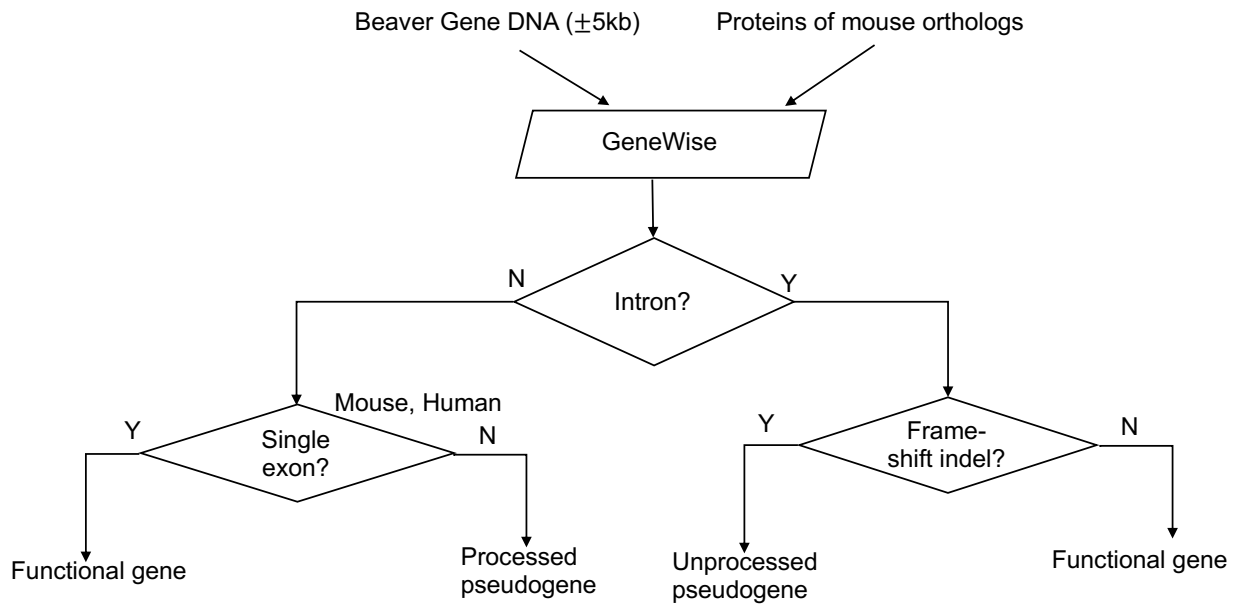 Beaver Gene DNA (±5kb)
Proteins of mouse orthologs
GeneWise
N
Y
Intron?
Mouse, Human
Y
Single
exon?
N
Y
Frame-
shift indel?
N
Functional gene
Processed
pseudogene
Unprocessed
pseudogene
Functional gene